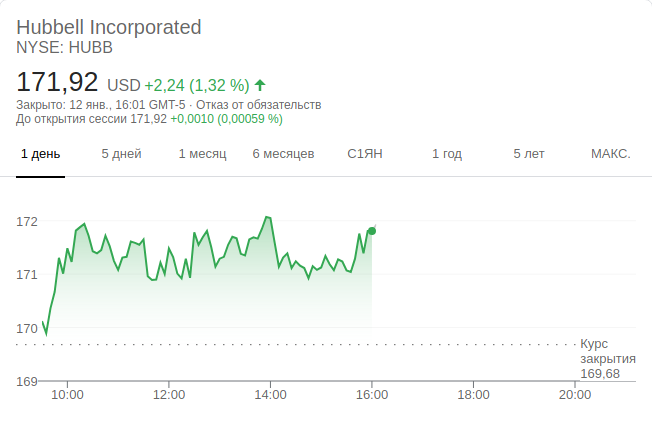 Hubbell Incorporated
NYSE: HUBB
171,92 USD +2,24 (1,32 %)
Закрыто: 12 янв., 16:01 GMT-5 · Отказ от обязательств
До открытия сессии 171,92 +0,0010 (0,00059 %)
1 день 5 дней 1 месяц 6 месяцев С1ЯН 1 год 5 лет МАКС.
172
171
170
Курс
закрытия
169,68
169
10:00 12:00 14:00 16:00 18:00 20:00